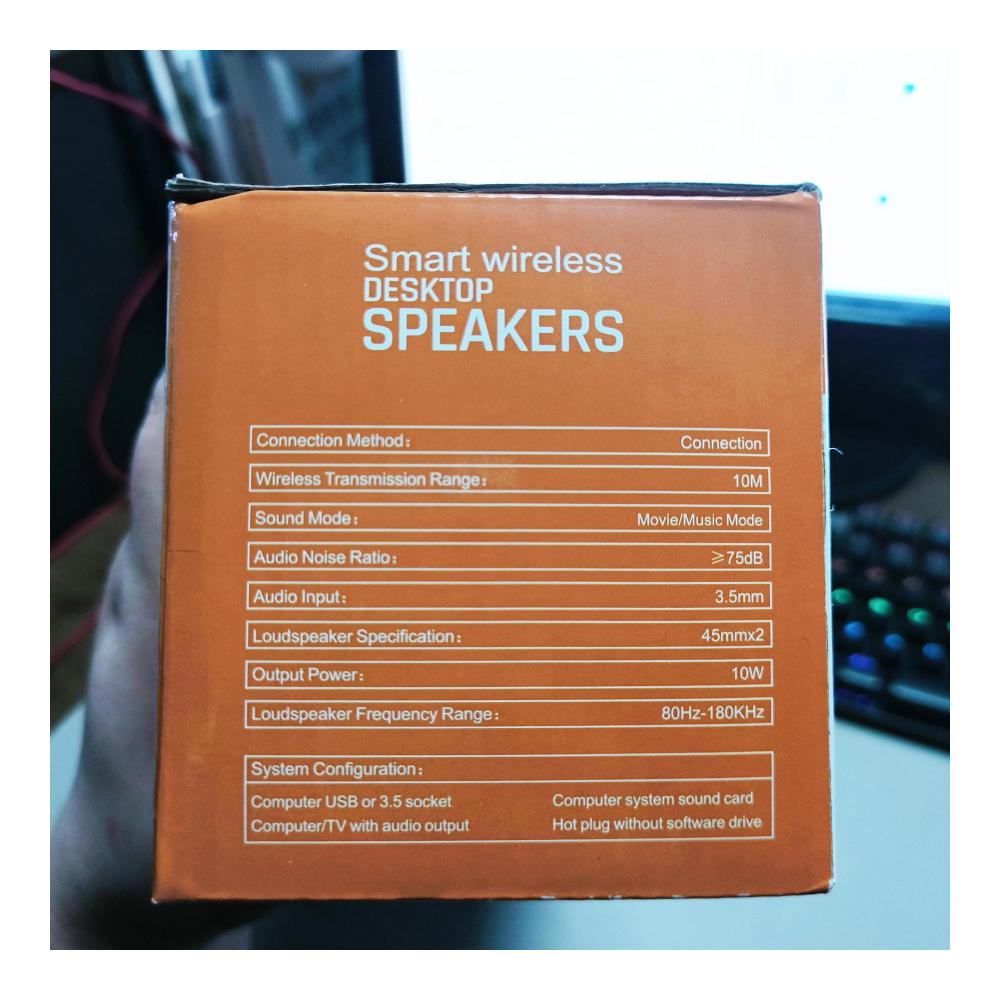 Smart wireless
DESKTOP
SPEAKERS
Connection Method： Connection
Wireless Transmission Range： 10M
Sound Mode： Movie/Music Mode
Audio Noise Ratio： ≥75dB
Audio Input： 3.5mm
Loudspeaker Specification： 45mmx2
Output Power： 10W
Loudspeaker Frequency Range： 80Hz-180KHz
System Configuration：
Computer USB or 3.5 socket Computer system sound card
Computer/TV with audio output Hot plug without software drive